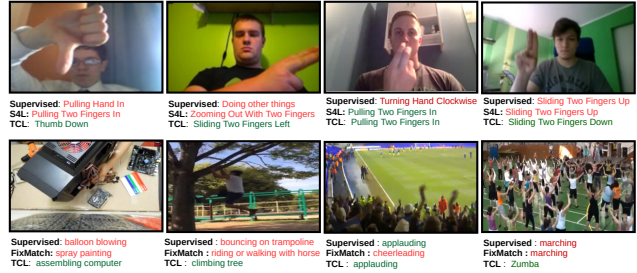 Supervised: Pulling Hand In
S4L: Pulling Two Fingers In
TCL: Thumb Down
Supervised: Doing other things
S4L: Zooming Out With Two Fingers
TCL: Sliding Two Fingers Left
Supervised: Turning Hand Clockwise
S4L: Pulling Two Fingers In
TCL: Pulling Two Fingers In
Supervised: Sliding Two Fingers Up
S4L: Sliding Two Fingers Up
TCL: Sliding Two Fingers Down
Supervised: balloon blowing
FixMatch: spray painting
TCL : assembling computer
Supervised : bouncing on trampoline
FixMatch : riding or walking with horse
TCL : climbing tree
Supervised : applauding
FixMatch : cheerleading
TCL : applauding
Supervised : marching
FixMatch : marching
TCL : Zumba